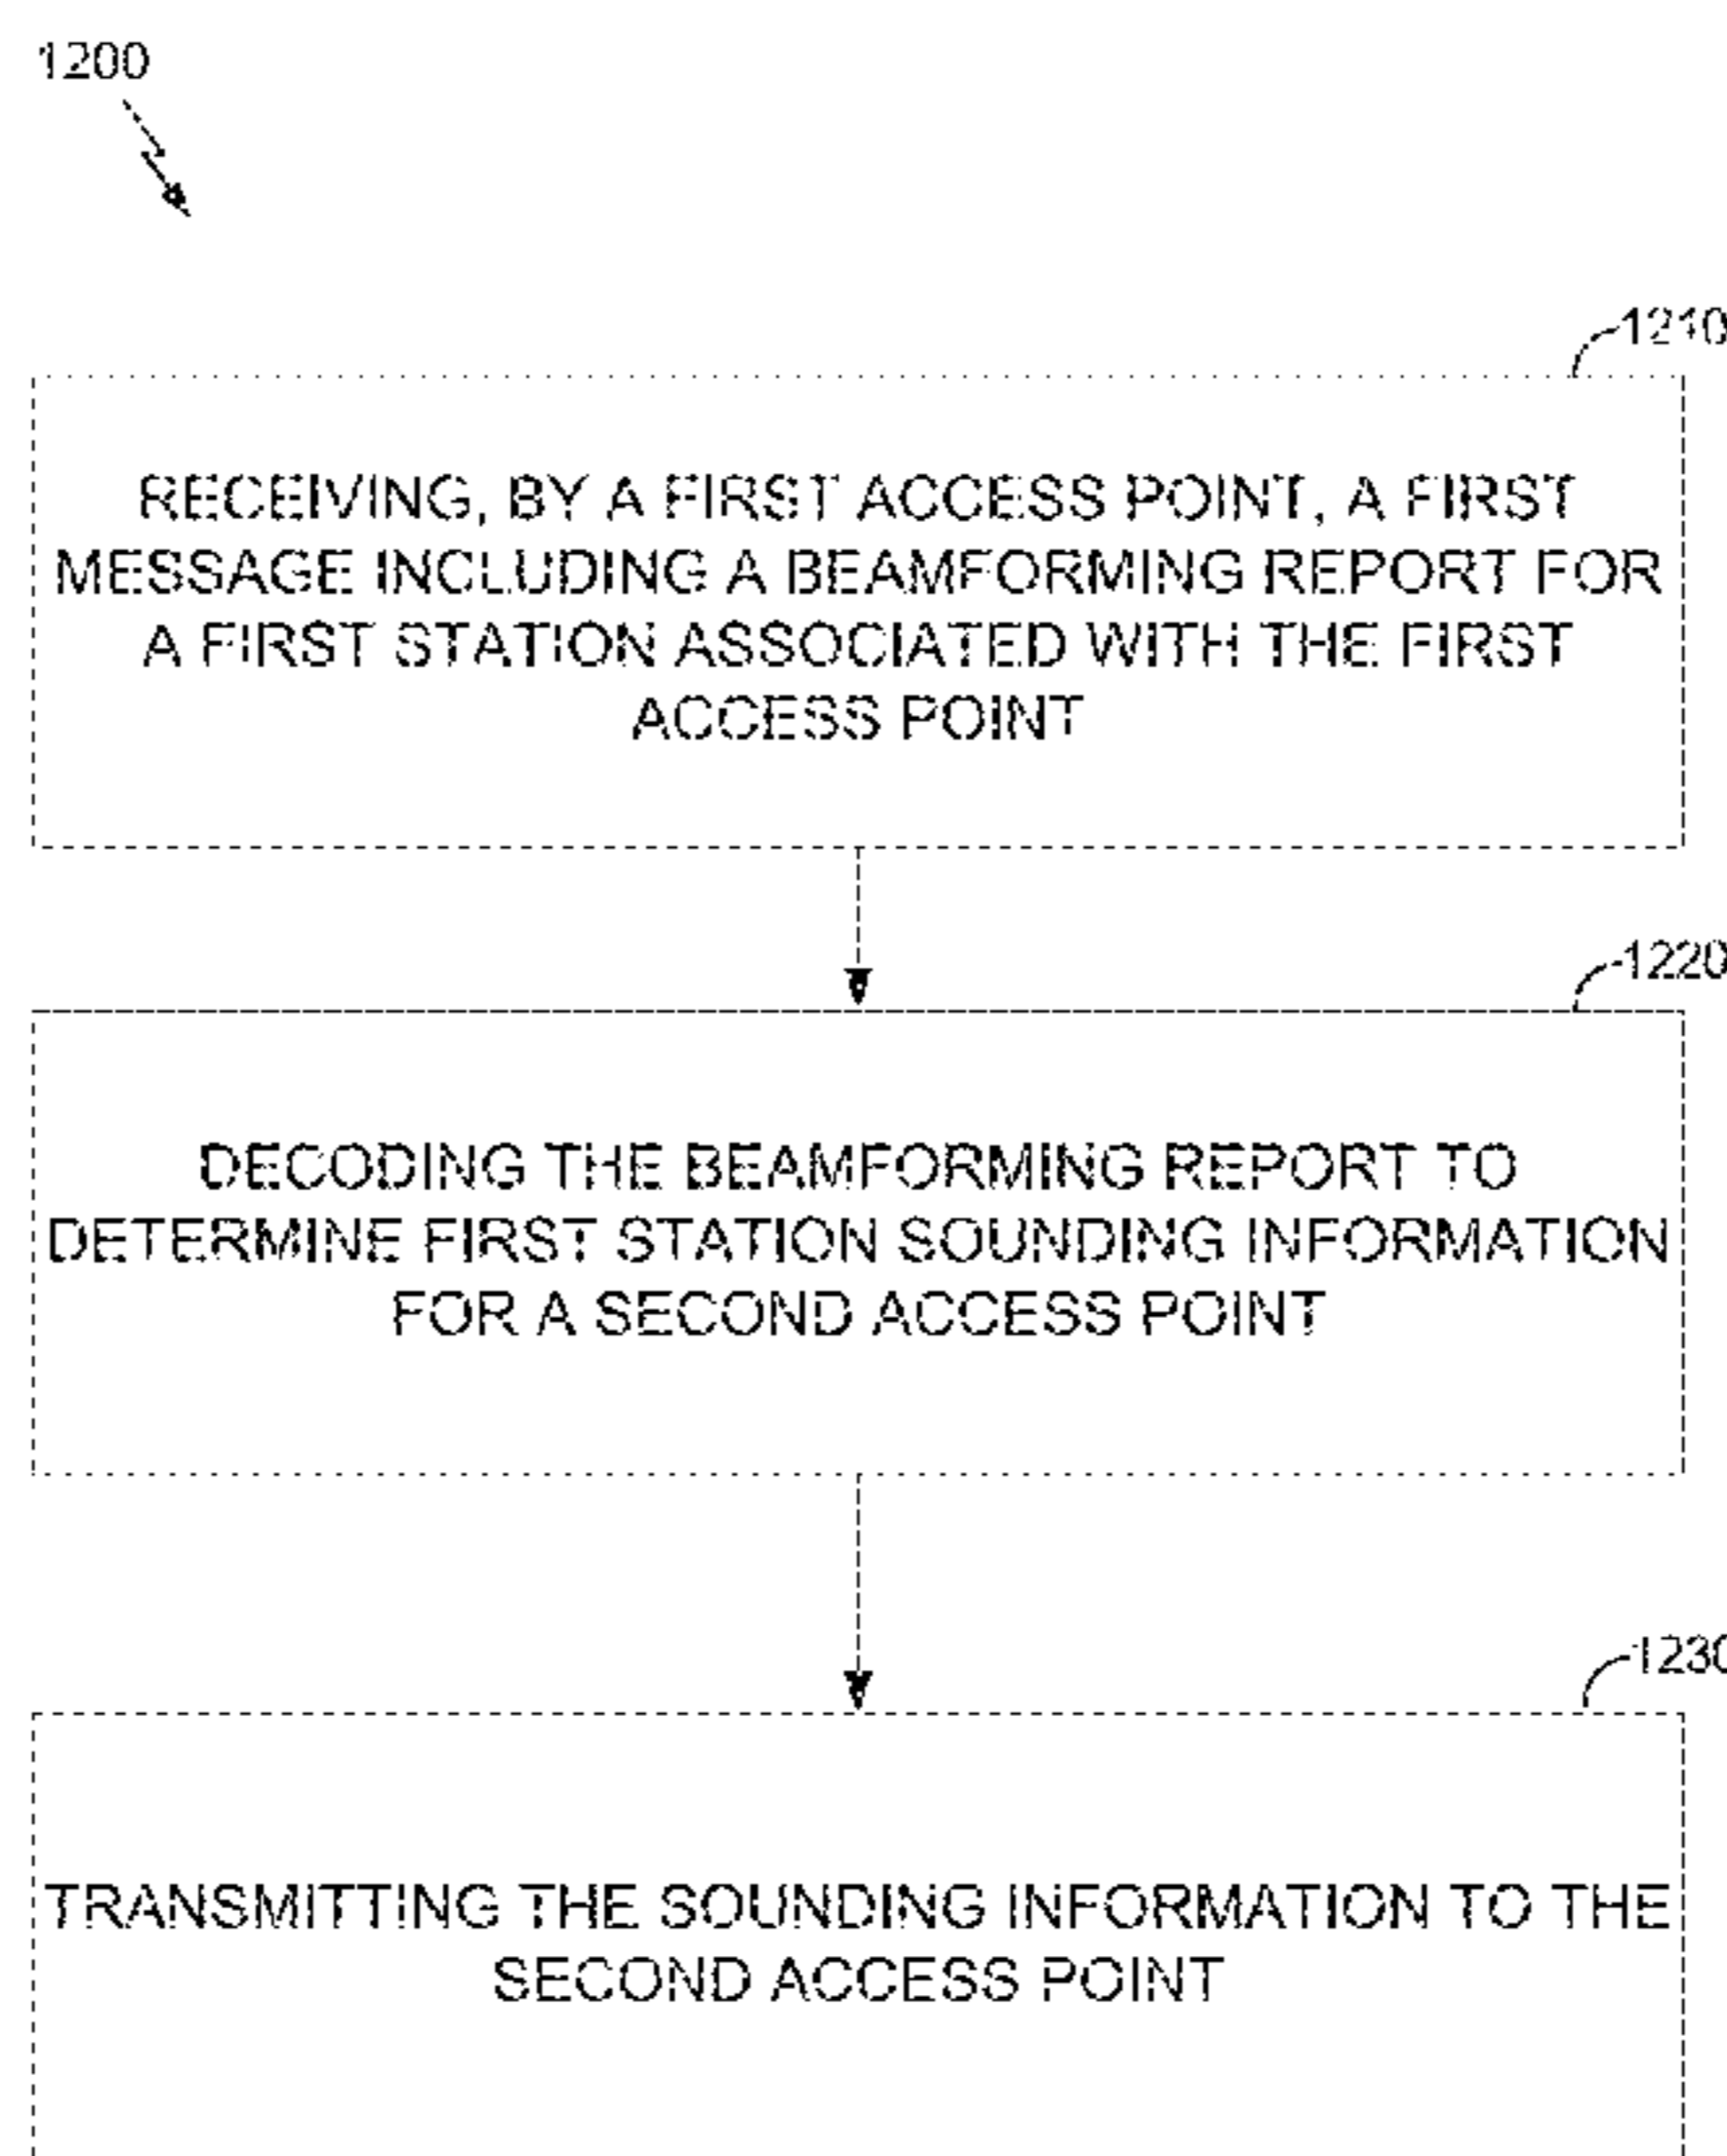 1200
1210
RECEIVING, BY A FIRST ACCESS POINT, A FIRST
MESSAGE INCLUDING A BEAMFORMING REPORT FOR
A FIRST STATION ASSOCIATED WITH THE FIRST
ACCESS POINT
1220
DECODING THE BEAMFORMING REPORT TO
DETERMINE FIRST STATION SOUNDING INFORMATION
FOR A SECOND ACCESS POINT
1230
TRANSMITTING THE SOUNDING INFORMATION TO THE
SECOND ACCESS POINT